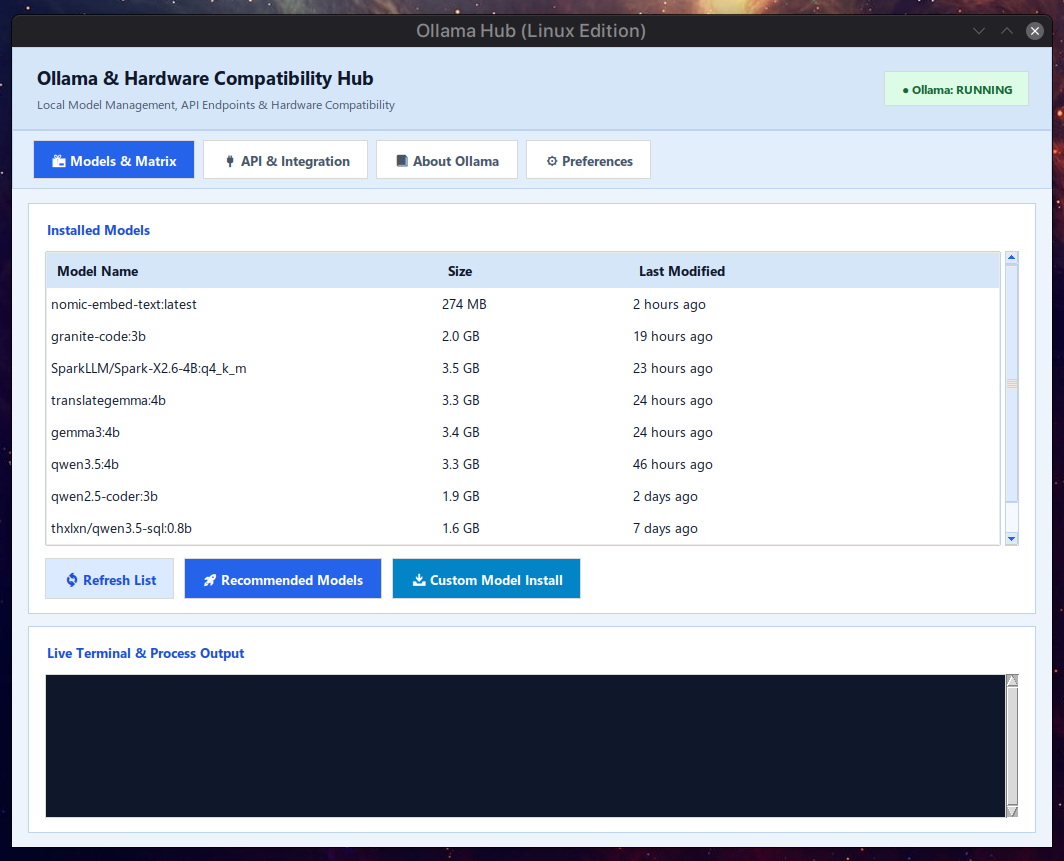 Ollama Hub (Linux Edition)
Ollama & Hardware Compatibility Hub
Local Model Management, API Endpoints & Hardware Compatibility
● Ollama: RUNNING
Models & Matrix
API & Integration
About Ollama
⚙ Preferences
Installed Models
Model Name Size Last Modified
nomic-embed-text:latest 274 MB 2 hours ago
granite-code:3b 2.0 GB 19 hours ago
SparkLLM/Spark-X2.6-4B:q4_k_m 3.5 GB 23 hours ago
translategemma:4b 3.3 GB 24 hours ago
gemma3:4b 3.4 GB 24 hours ago
qwen3.5:4b 3.3 GB 46 hours ago
qwen2.5-coder:3b 1.9 GB 2 days ago
thxlxn/qwen3.5-sql:0.8b 1.6 GB 7 days ago
Refresh List
Recommended Models
Custom Model Install
Live Terminal & Process Output